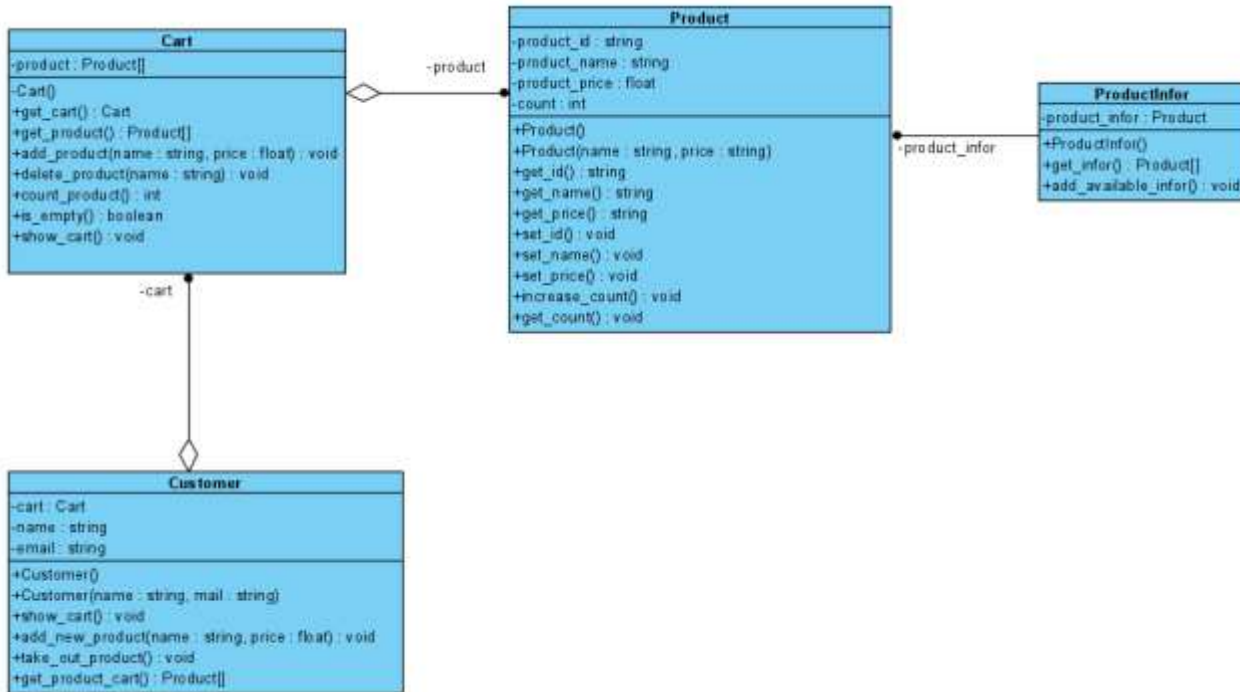 Cart
-product : Product[]
-Cart()
+get_cart() : Cart
+get_product() : Product[]
+add_product(name : string, price : float) : void
+delete_product(name : string) : void
+count_product() : int
+is_empty() : boolean
+show_cart() : void
-product
Product
-product_id : string
-product_name : string
-product_price : float
-count : int
+Product()
+Product(name : string, price : string)
+get_id() : string
+get_name() : string
+get_price() : string
+set_id() : void
+set_name() : void
+set_price() : void
+increase_count() : void
+get_count() : void
-product_infor
ProductInfor
-product_infor : Product
+ProductInfor()
+get_infor() : Product[]
+add_available_infor() : void
-cart
Customer
-cart : Cart
-name : string
-email : string
+Customer()
+Customer(name : string, mail : string)
+show_cart() : void
+add_new_product(name : string, price : float) : void
+take_out_product() : void
+get_product_cart() : Product[]